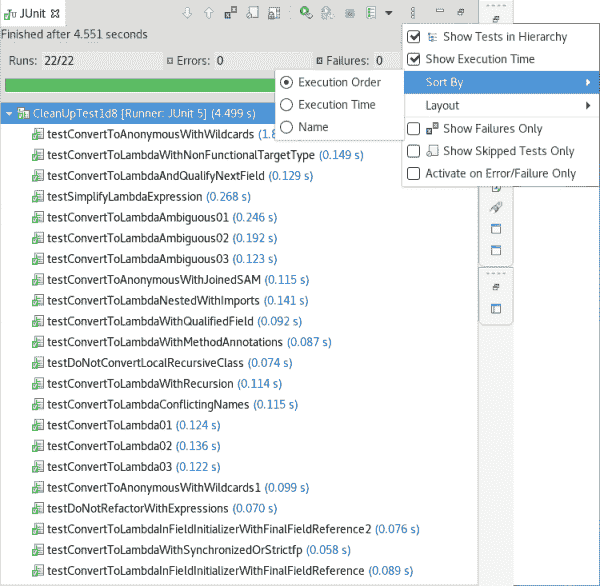 JUnit
Finished after 4.551 seconds
Runs: 22/22
Errors: 0
Failures: 0
Show Tests in Hierarchy
Show Execution Time
Sort By
Layout
Show Failures Only
Show Skipped Tests Only
Activate on Error/Failure Only
Execution Order
Execution Time
Name
CleanUpTest1d8 [Runner: JUnit 5] (4.499 s)
testConvertToAnonymousWithWildcards
testConvertToLambdaWithNonFunctionalTargetType (0.149 s)
testConvertToLambdaAndQualifyNextField (0.129 s)
testSimplifyLambdaExpression (0.268 s)
testConvertToLambdaAmbiguous01 (0.246 s)
testConvertToLambdaAmbiguous02 (0.192 s)
testConvertToLambdaAmbiguous03 (0.123 s)
testConvertToAnonymousWithJoinedSAM (0.115 s)
testConvertToLambdaNestedWithImports (0.141 s)
testConvertToLambdaWithQualifiedField (0.092 s)
testConvertToLambdaWithMethodAnnotations (0.087 s)
testDoNotConvertLocalRecursiveClass (0.074 s)
testConvertToLambdaWithRecursion (0.114 s)
testConvertToLambdaConflictingNames (0.115 s)
testConvertToLambda01 (0.124 s)
testConvertToLambda02 (0.136 s)
testConvertToLambda03 (0.122 s)
testConvertToAnonymousWithWildcards1 (0.099 s)
testDoNotRefactorWithExpressions (0.070 s)
testConvertToLambdaInFieldInitializerWithFinalFieldReference2 (0.076 s)
testConvertToLambdaWithSynchronizedOrStrictfp (0.058 s)
testConvertToLambdaInFieldInitializerWithFinalFieldReference (0.089 s)